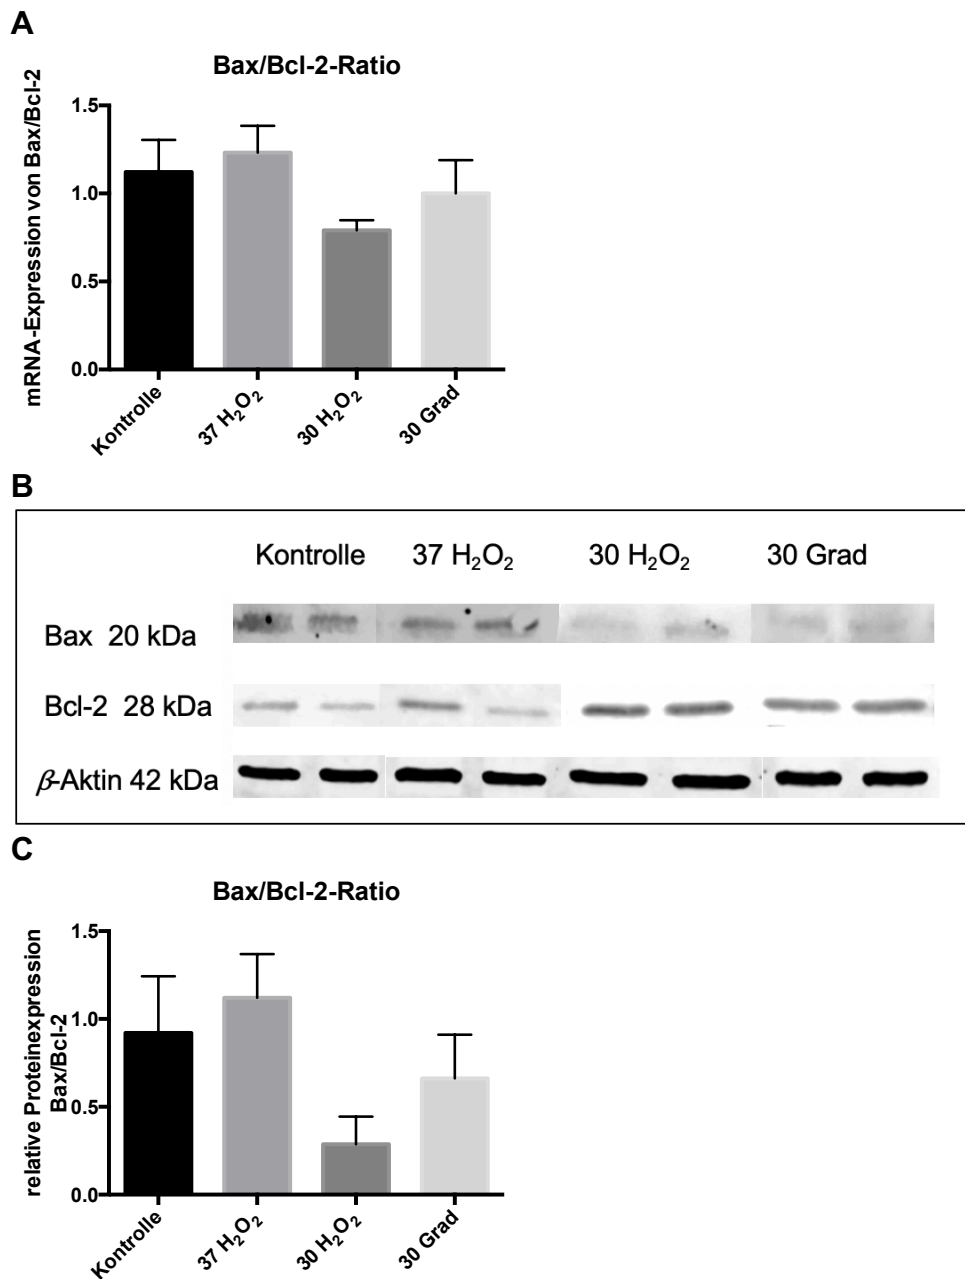 A
Bax/Bcl-2-Ratio
mRNA-Expression von Bax/Bcl-2
1.5
1.0
0.5
0.0
Kontrolle
37 H₂O₂
30 H₂O₂
30 Grad
B
Kontrolle 37 H₂O₂ 30 H₂O₂ 30 Grad
Bax 20 kDa
Bcl-2 28 kDa
β-Aktin 42 kDa
C
Bax/Bcl-2-Ratio
relative Proteinexpression
Bax/Bcl-2
1.5
1.0
0.5
0.0
Kontrolle
37 H₂O₂
30 H₂O₂
30 Grad